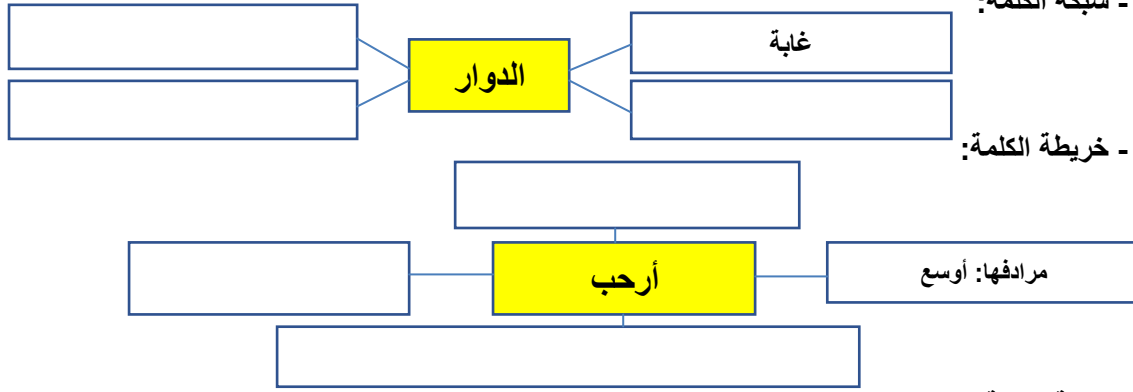 - شبكة الكلمة:
غابة
الدوار
- خريطة الكلمة:
مرادفها: أوسع
أرحب